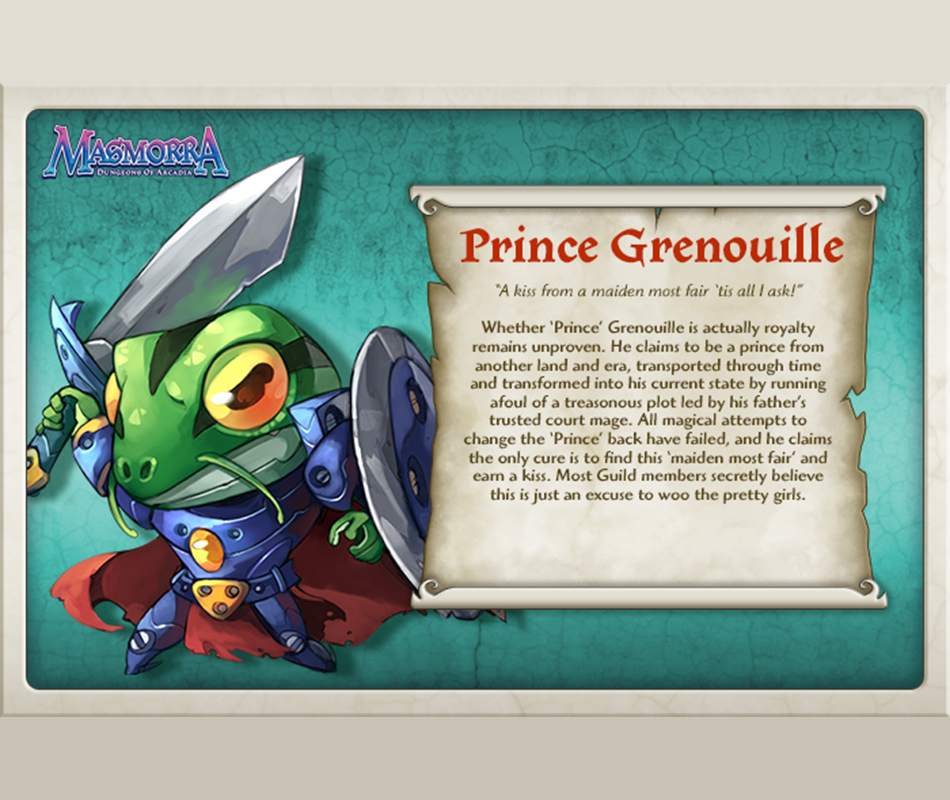 MASMORRA
DUNGEONS OF ARCADIA
Prince Grenouille
"A kiss from a maiden most fair 'tis all I ask!"
Whether 'Prince' Grenouille is actually royalty
remains unproven. He claims to be a prince from
another land and era, transported through time
and transformed into his current state by running
afoul of a treasonous plot led by his father's
trusted court mage. All magical attempts to
change the 'Prince' back have failed, and he claims
the only cure is to find this 'maiden most fair' and
earn a kiss. Most Guild members secretly believe
this is just an excuse to woo the pretty girls.